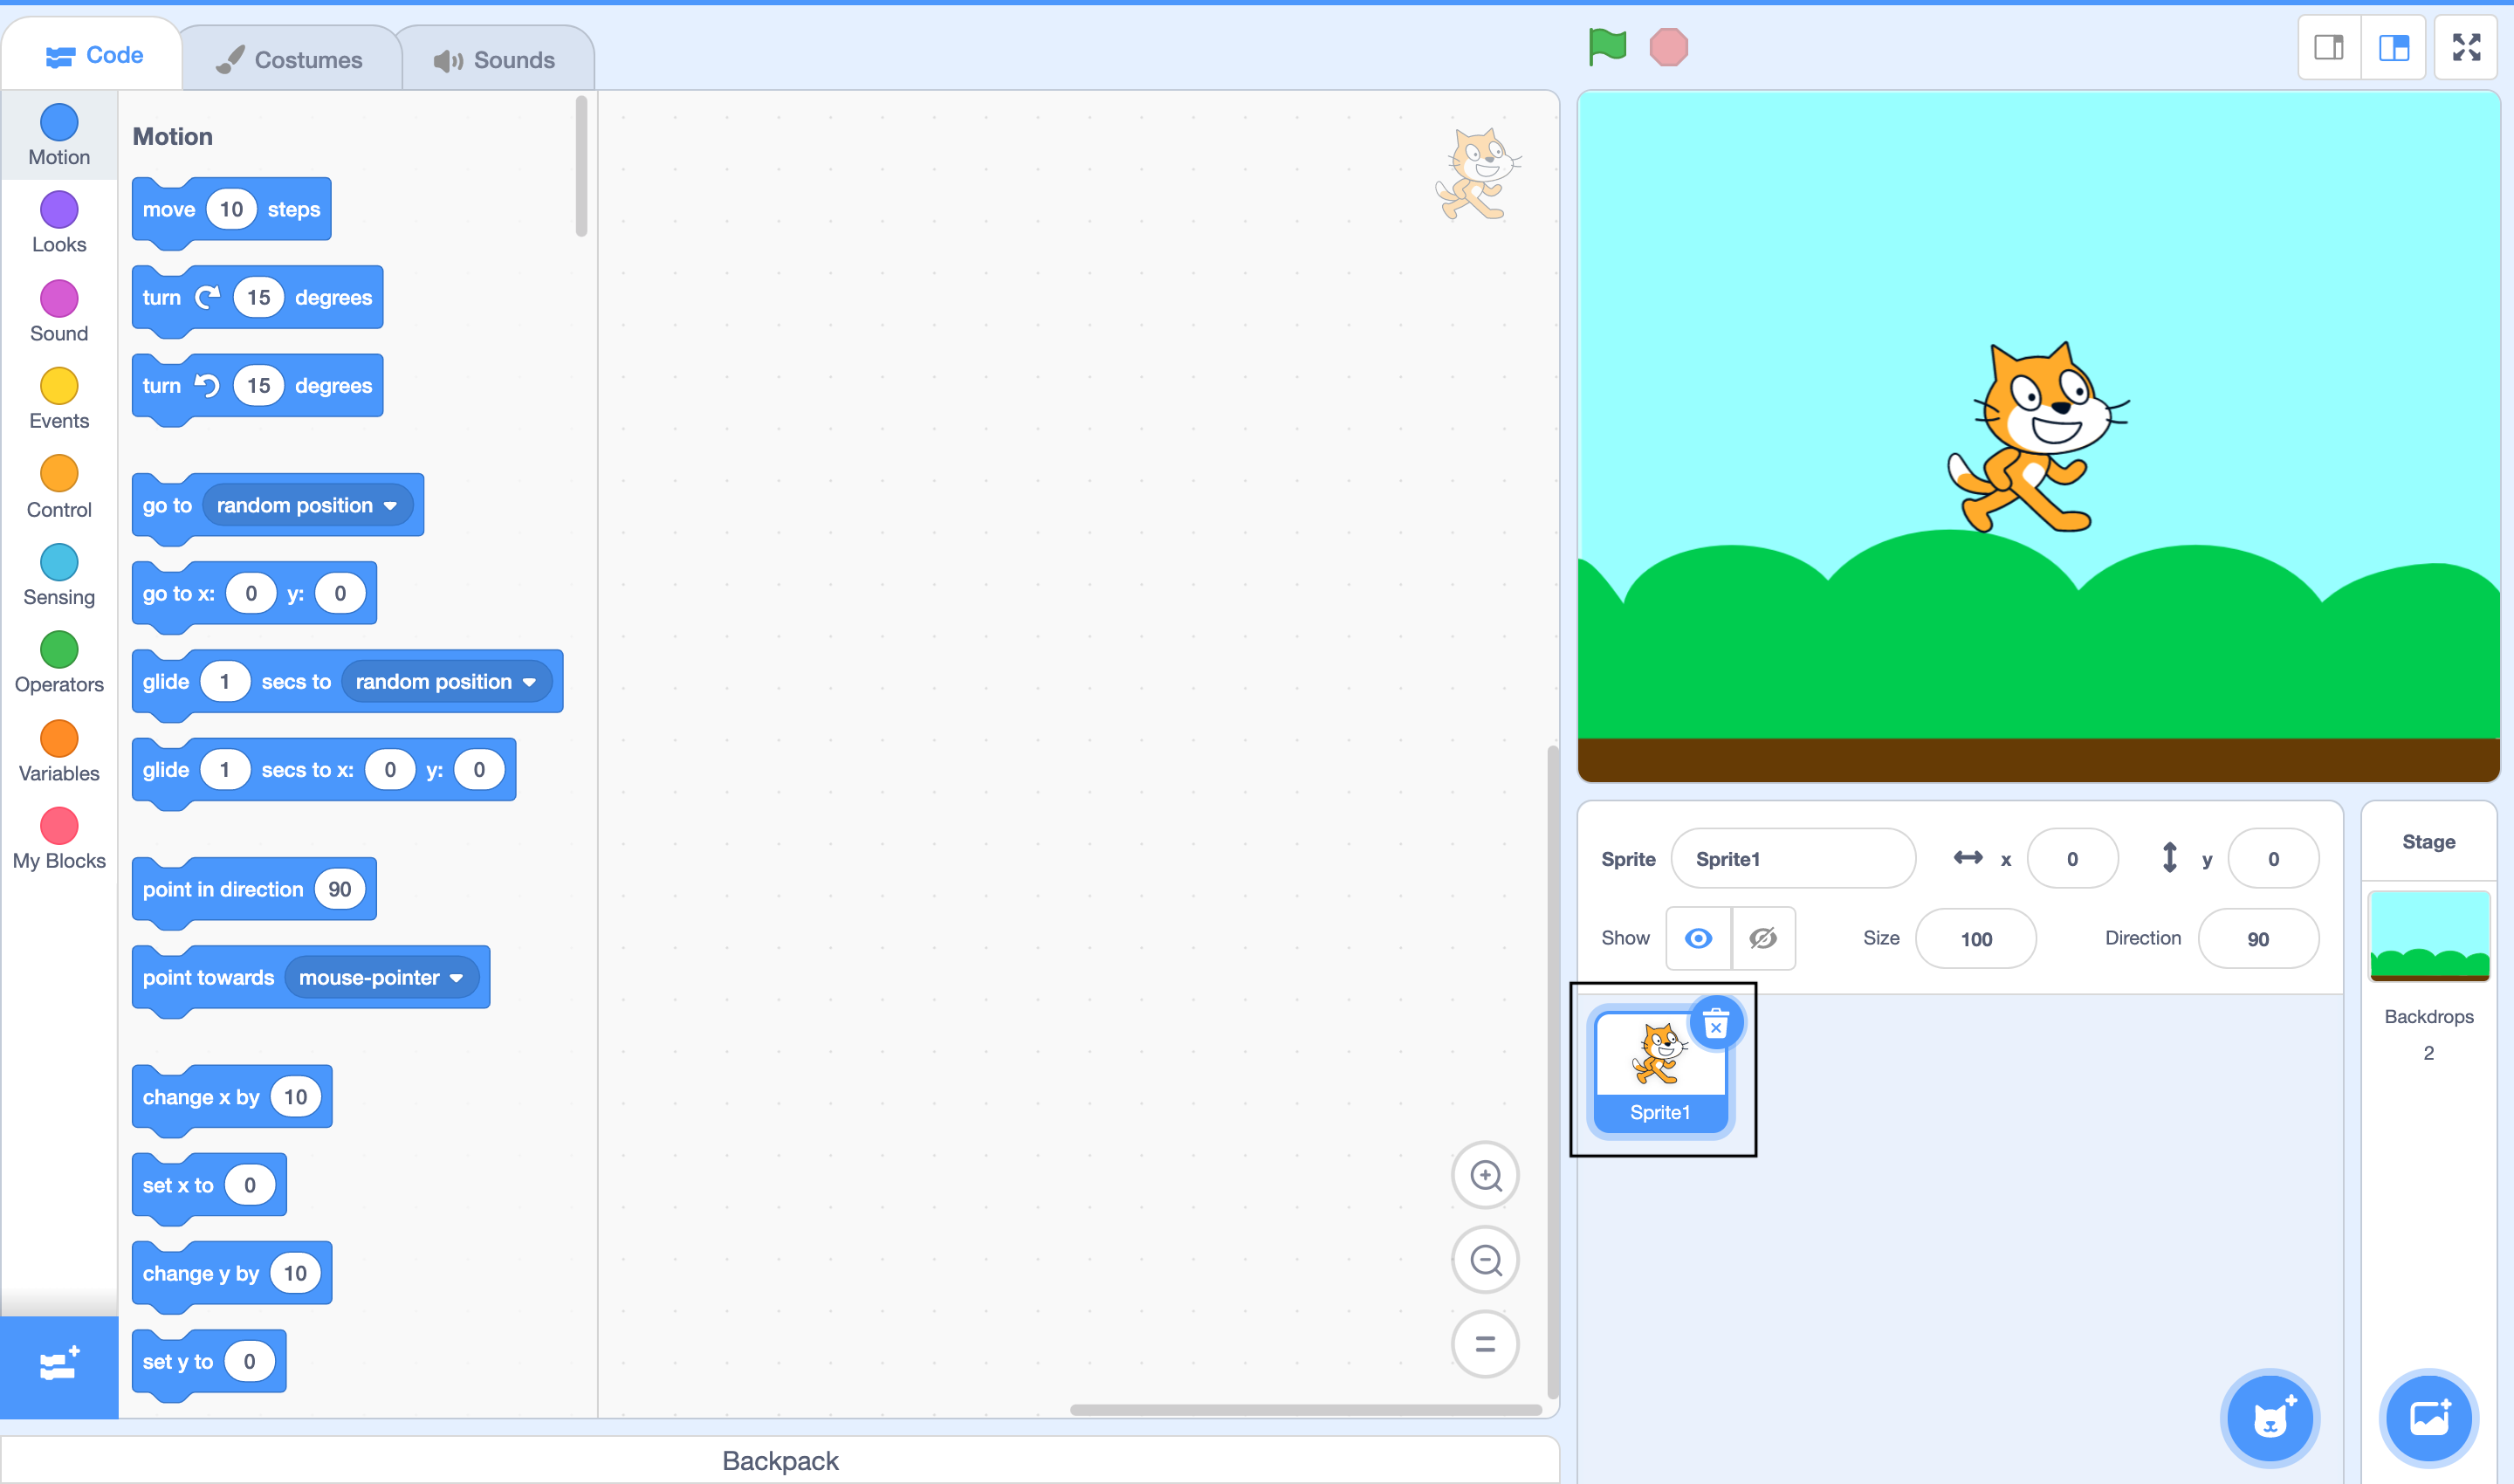 Code
Costumes
Sounds
Motion
Looks
Sound
Events
Control
Sensing
Operators
Variables
My Blocks
Motion
move 10 steps
turn 15 degrees
turn 15 degrees
go to random position
go to x: 0 y: 0
glide 1 secs to random position
glide 1 secs to x: 0 y: 0
point in direction 90
point towards mouse-pointer
change x by 10
set x to 0
change y by 10
set y to 0
Backpack
Sprite Sprite1 x 0 y 0
Show Size 100 Direction 90
Sprite1
Stage
Backdrops
2